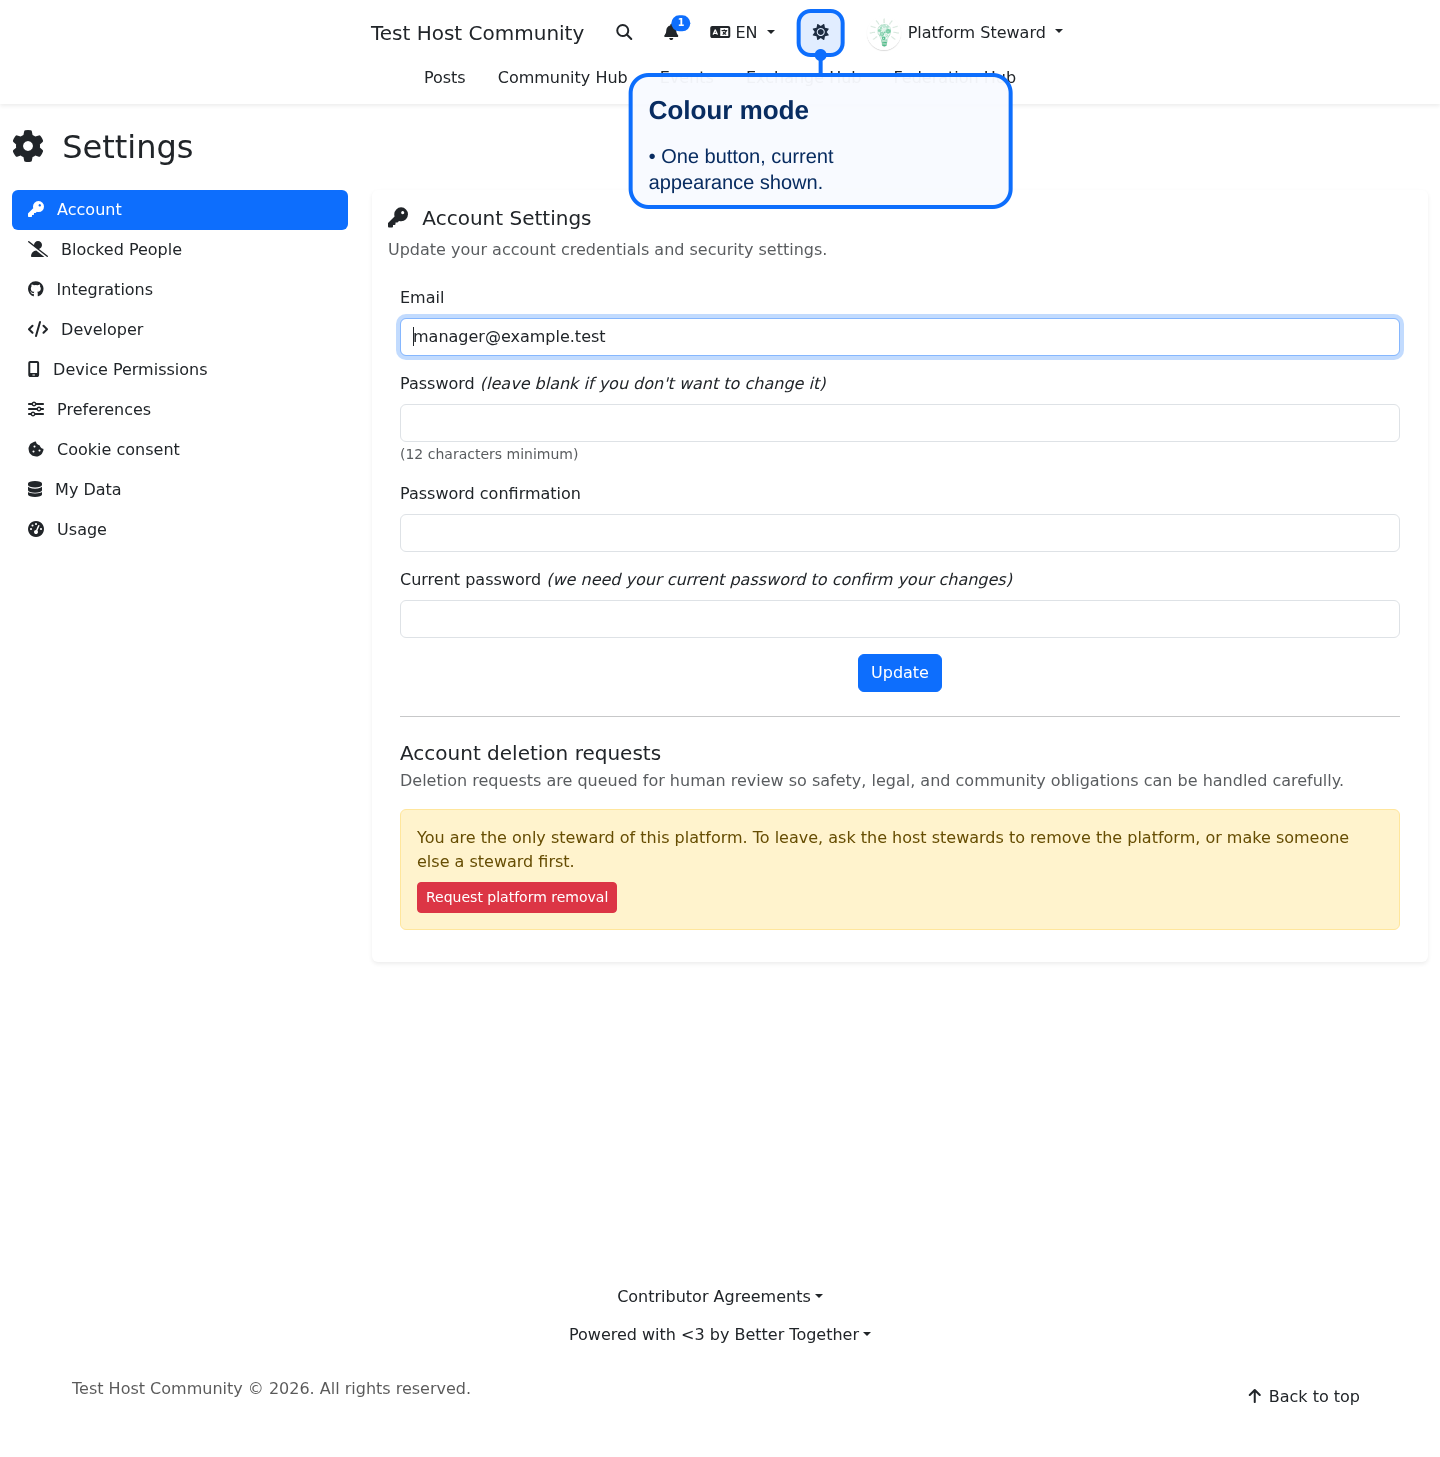 Test Host Community
1
EN
Platform Steward
Posts
Community Hub
Colour mode
• One button, current
appearance shown.
Settings
Account
Blocked People
Integrations
Developer
Device Permissions
Preferences
Cookie consent
My Data
Usage
Account Settings
Update your account credentials and security settings.
Email
manager@example.test
Password (leave blank if you don't want to change it)
(12 characters minimum)
Password confirmation
Current password (we need your current password to confirm your changes)
Update
Account deletion requests
Deletion requests are queued for human review so safety, legal, and community obligations can be handled carefully.
You are the only steward of this platform. To leave, ask the host stewards to remove the platform, or make someone
else a steward first.
Request platform removal
Contributor Agreements
Powered with <3 by Better Together
Test Host Community © 2026. All rights reserved.
Back to top